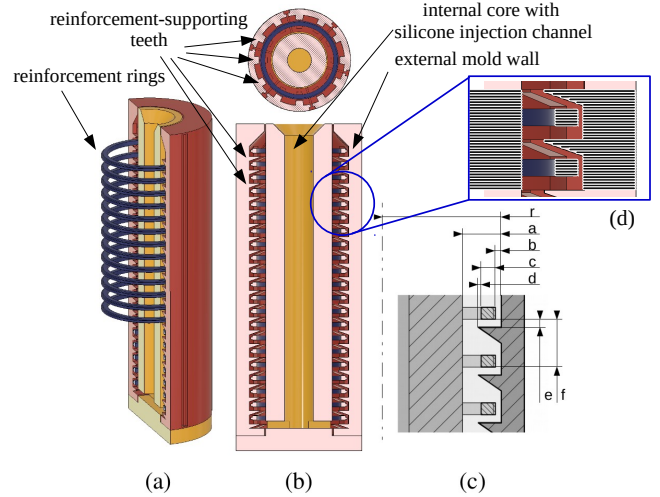 reinforcement-supporting
teeth
reinforcement rings
internal core with
silicone injection channel
external mold wall
(d)
r
a
b
c
d
e
f
(a)
(b)
(c)